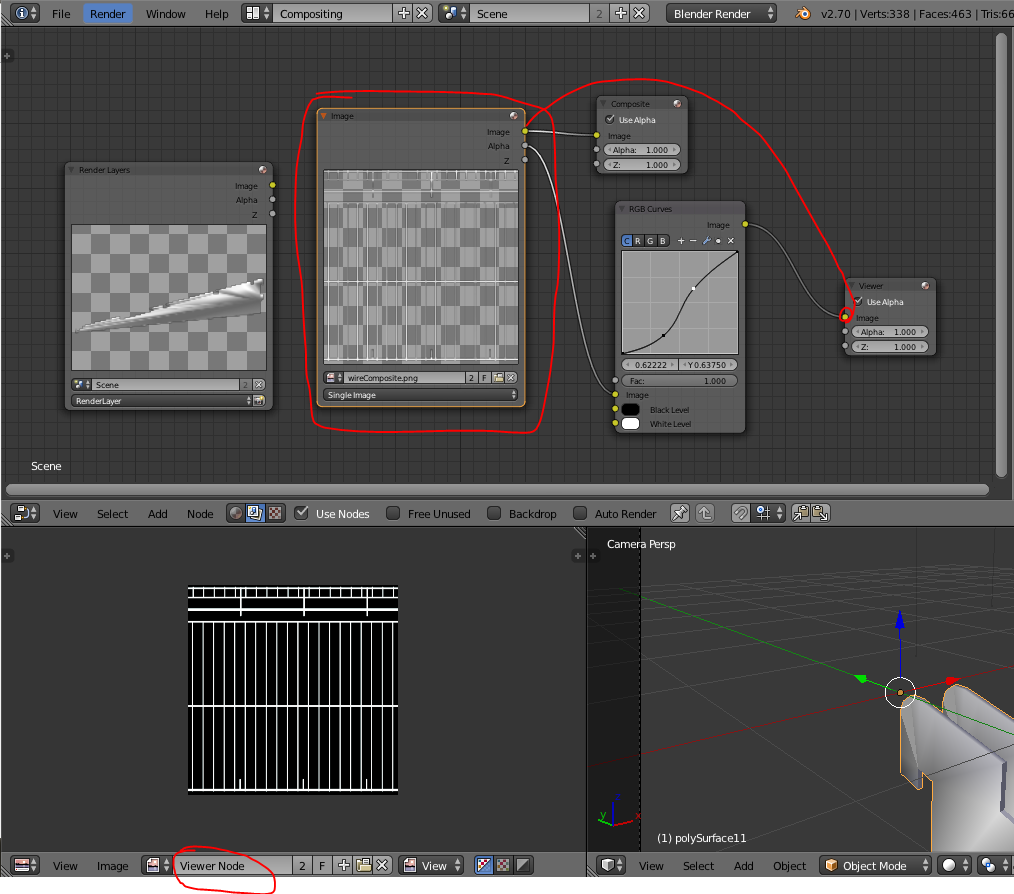 File Render Window Help Compositing Scene 2 Blender Render v2.70 | Verts:338 | Faces:463 | Tris:66
Image
Image
Alpha
Z
wireComposite.png 2 F
Single Image
Composite
Use Alpha
Image
Alpha: 1.000
Z: 1.000
Render Layers
Image
Alpha
Z
Scene 2
RenderLayer
RGB Curves
Image
C R G B
0.62222 Y 0.63750
Fac: 1.000
Image
Black Level
White Level
Viewer
Use Alpha
Image
Alpha: 1.000
Z: 1.000
Scene
View Select Add Node Use Nodes Free Unused Backdrop Auto Render
Camera Persp
z
y
x
(1) polySurface11
View Image Viewer Node 2 F View
View Select Add Object Object Mode